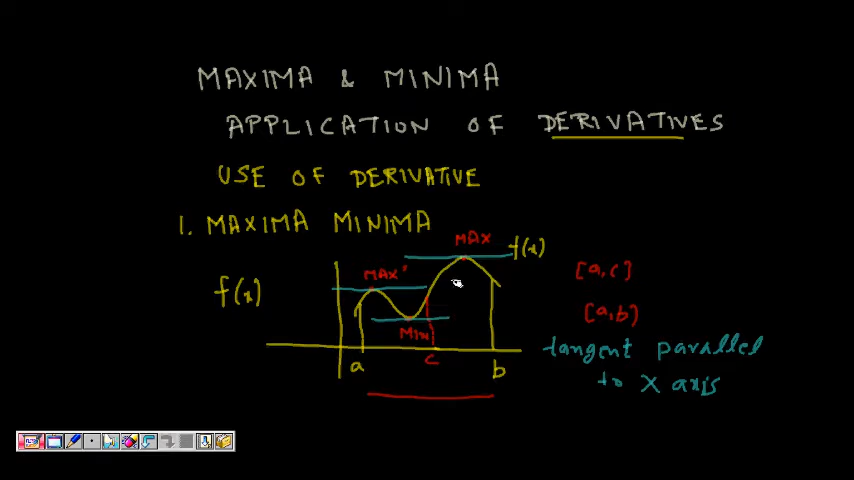 MAXIMA & MINIMA
APPLICATION OF DERIVATIVES
USE OF DERIVATIVE
1. MAXIMA MINIMA
MAX f(x)
MAX' [a,c]
f(x)
[a,b]
MIN
tangent parallel
a c b
to X axis